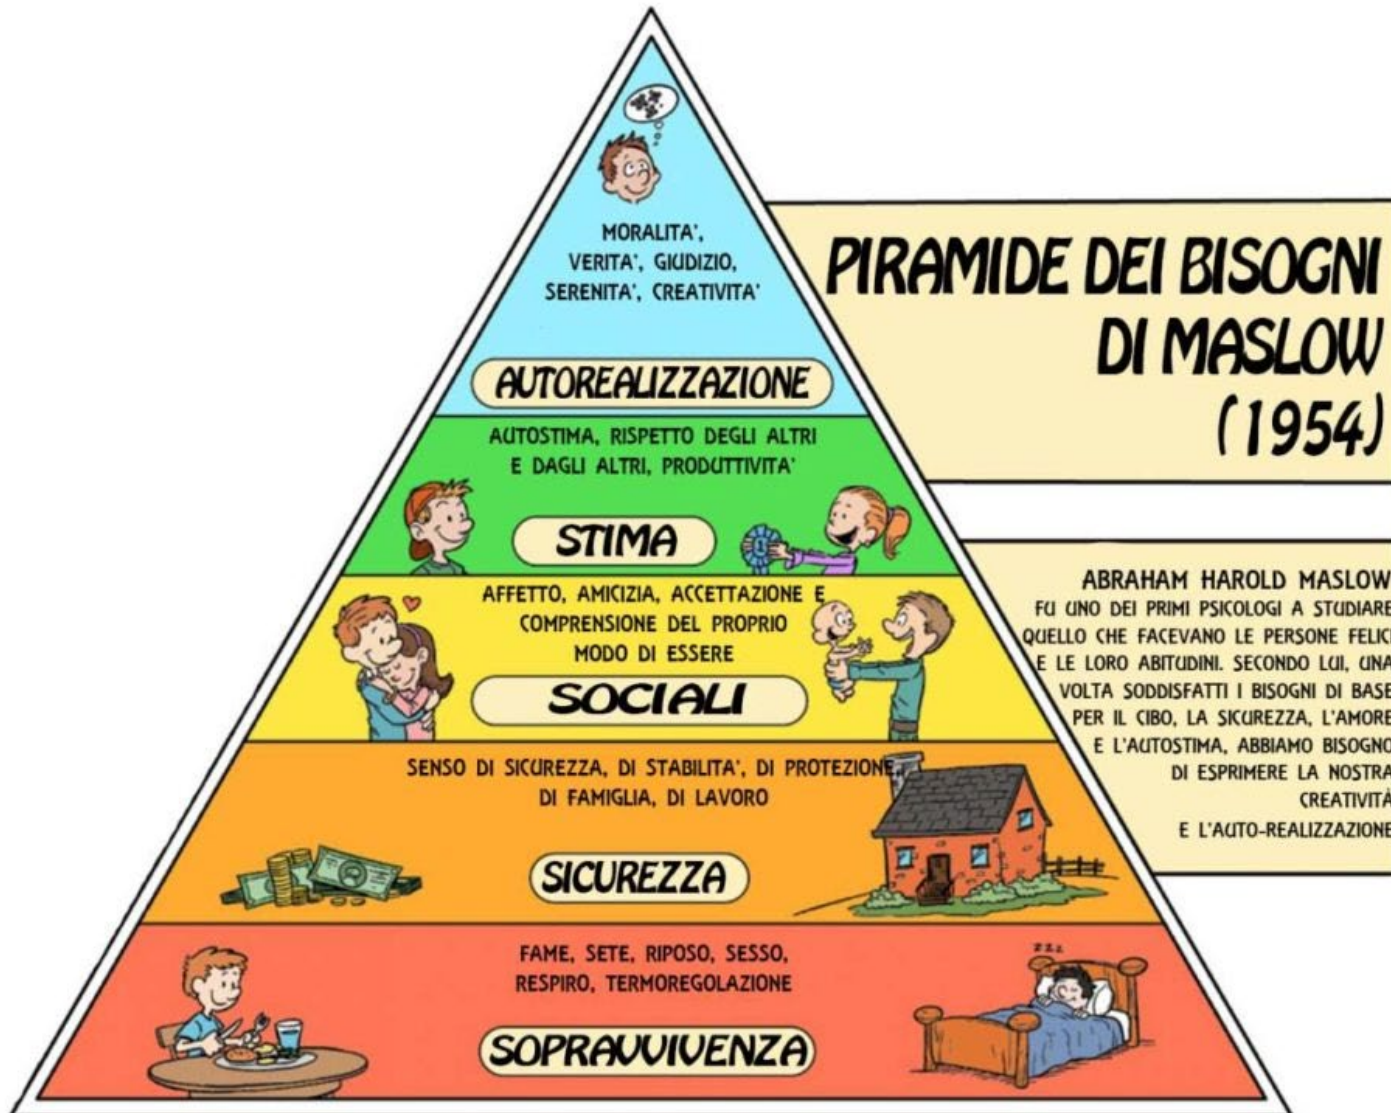 MORALITA',
VERITA', GIUDIZIO,
SERENITA', CREATIVITA'
AUTOREALIZZAZIONE
AUTOSTIMA, RISPETTO DEGLI ALTRI
E DAGLI ALTRI, PRODUTTIVITA'
STIMA
1
AFFETTO, AMICIZIA, ACCETTAZIONE E
COMPRENSIONE DEL PROPRIO
MODO DI ESSERE
SOCIALI
SENSO DI SICUREZZA, DI STABILITA', DI PROTEZIONE,
DI FAMIGLIA, DI LAVORO
SICUREZZA
FAME, SETE, RIPOSO, SESSO,
RESPIRO, TERMOREGOLAZIONE
zzz
SOPRAVVIVENZA
PIRAMIDE DEI BISOGNI
DI MASLOW
(1954)
ABRAHAM HAROLD MASLOW
FU UNO DEI PRIMI PSICOLOGI A STUDIARE
QUELLO CHE FACEVANO LE PERSONE FELICI
E LE LORO ABITUDINI. SECONDO LUI, UNA
VOLTA SODDISFATTI I BISOGNI DI BASE
PER IL CIBO, LA SICUREZZA, L'AMORE
E L'AUTOSTIMA, ABBIAMO BISOGNO
DI ESPRIMERE LA NOSTRA
CREATIVITÀ
E L'AUTO-REALIZZAZIONE